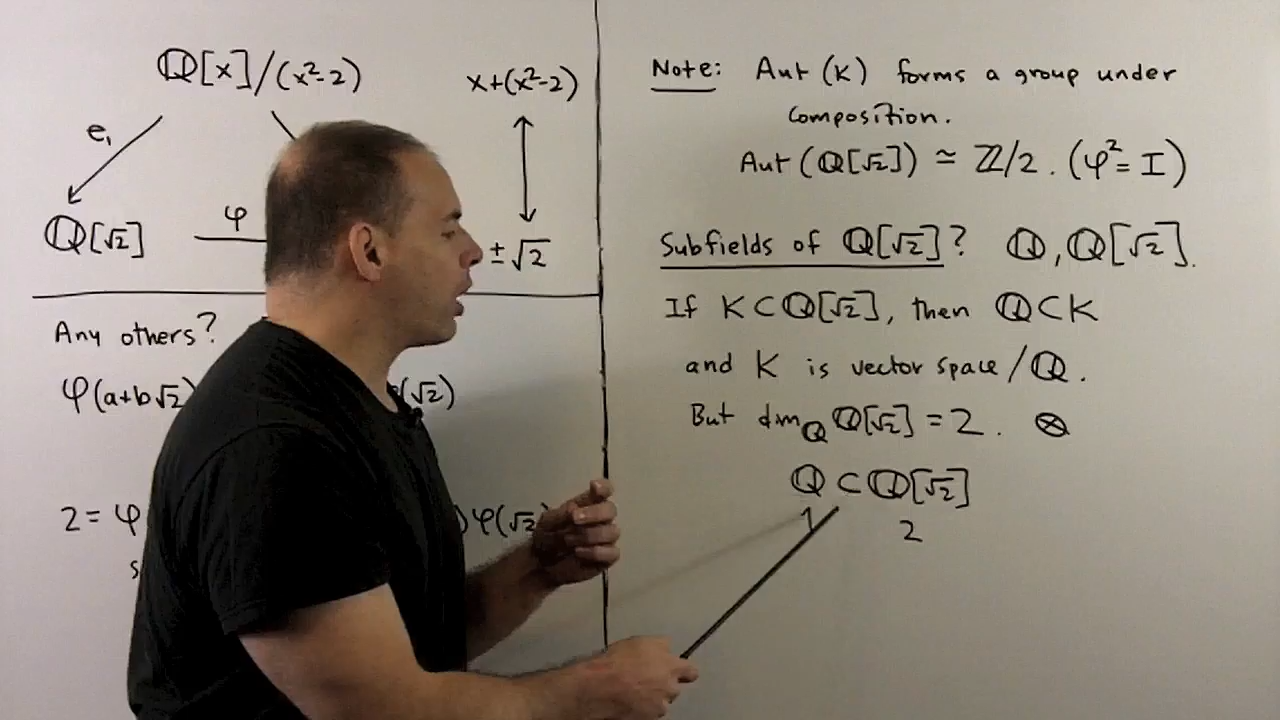 ℚ[x]/(x²-2)
x+(x²-2)
e₁
ℚ[√2]
φ
±√2
Any others?
φ(a+b√2)
(√2)
2 = φ
)φ(√2)
s
Note: Aut (K) forms a group under
composition.
Aut (ℚ[√2]) ≃ ℤ/2. (φ² = I)
Subfields of ℚ[√2]? ℚ, ℚ[√2].
If K ⊂ ℚ[√2], then ℚ ⊂ K
and K is vector space/ℚ.
But dim_ℚ ℚ[√2] = 2. ⊗
ℚ ⊂ ℚ[√2]
1 2